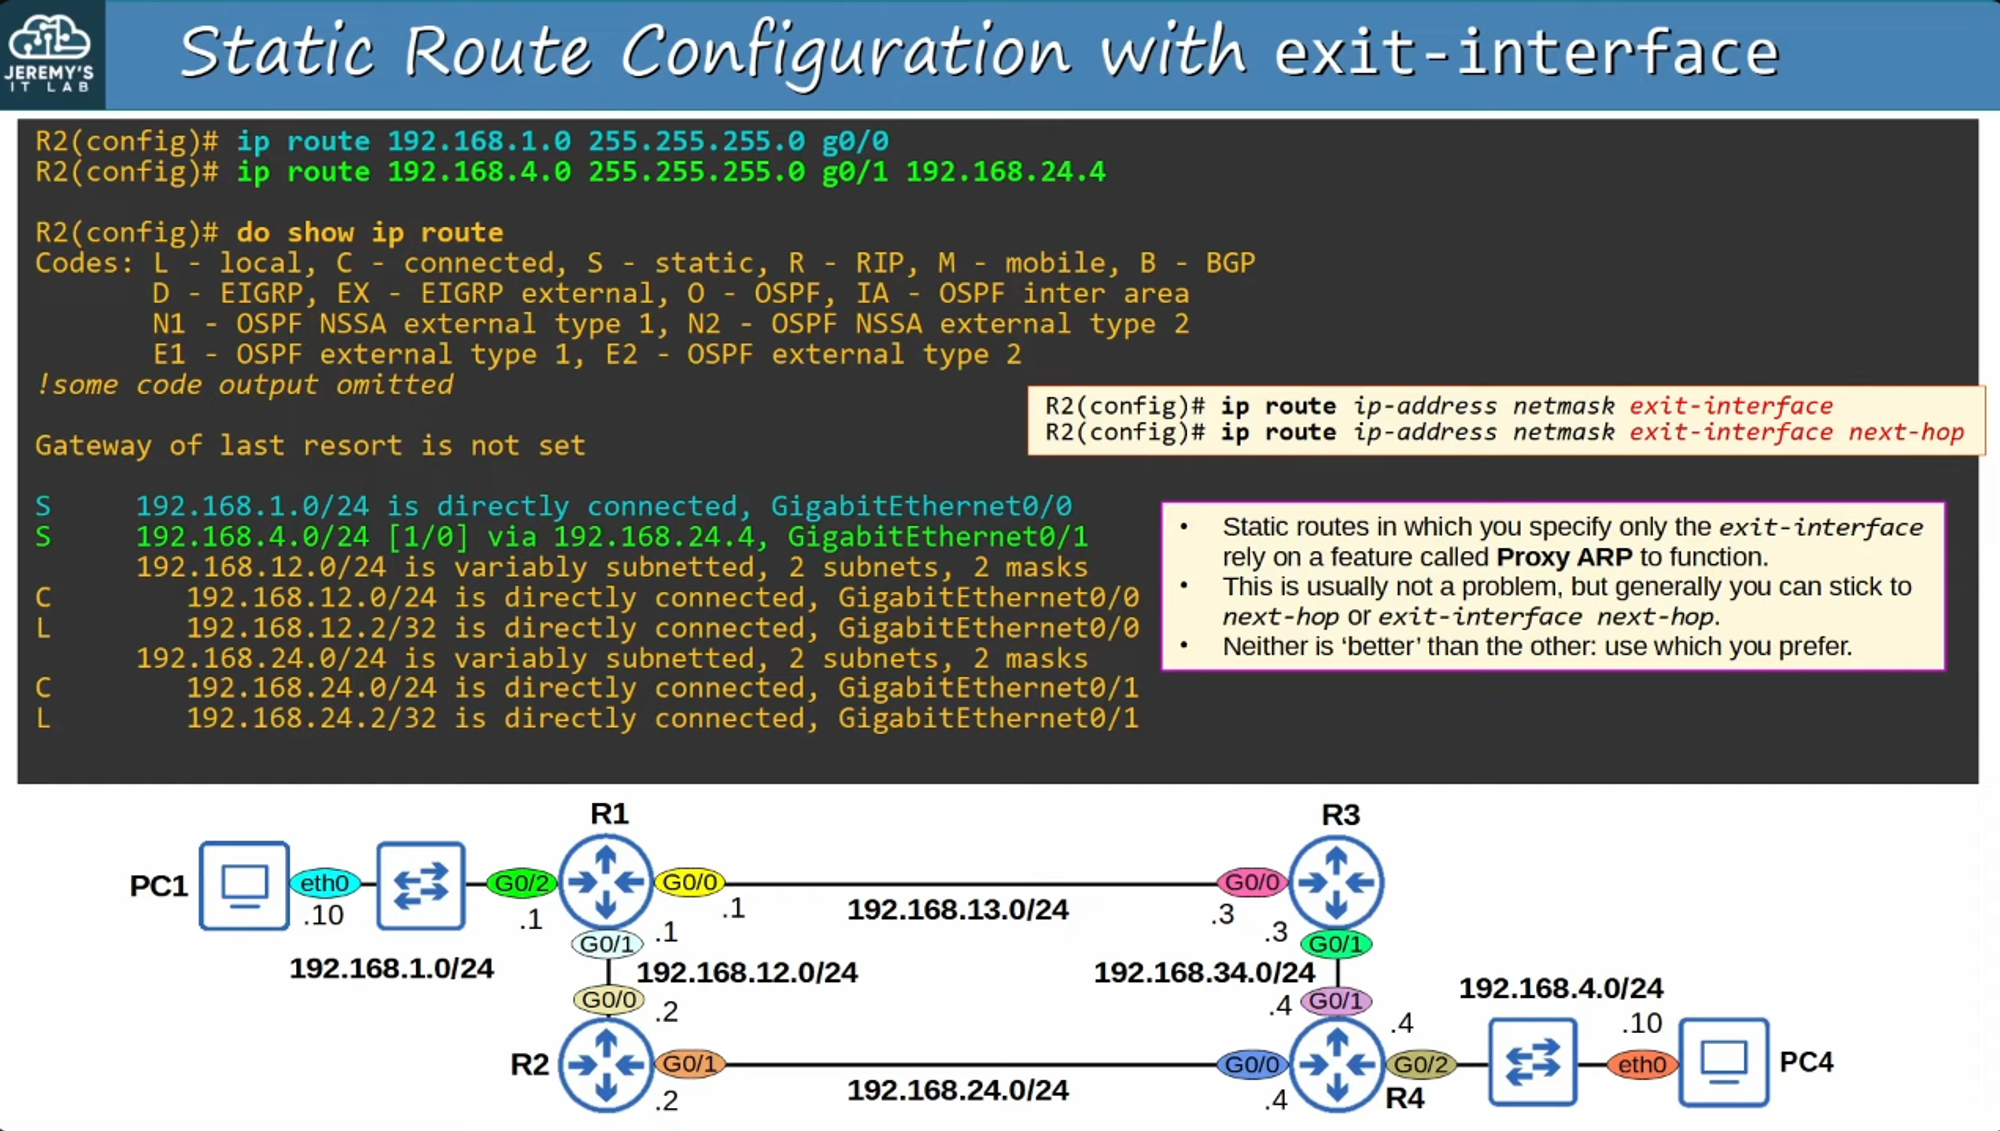 JEREMY'S
IT LAB
Static Route Configuration with exit-interface
R2(config)# ip route 192.168.1.0 255.255.255.0 g0/0
R2(config)# ip route 192.168.4.0 255.255.255.0 g0/1 192.168.24.4
R2(config)# do show ip route
Codes: L - local, C - connected, S - static, R - RIP, M - mobile, B - BGP
D - EIGRP, EX - EIGRP external, O - OSPF, IA - OSPF inter area
N1 - OSPF NSSA external type 1, N2 - OSPF NSSA external type 2
E1 - OSPF external type 1, E2 - OSPF external type 2
!some code output omitted
Gateway of last resort is not set
S 192.168.1.0/24 is directly connected, GigabitEthernet0/0
S 192.168.4.0/24 [1/0] via 192.168.24.4, GigabitEthernet0/1
192.168.12.0/24 is variably subnetted, 2 subnets, 2 masks
C 192.168.12.0/24 is directly connected, GigabitEthernet0/0
L 192.168.12.2/32 is directly connected, GigabitEthernet0/0
192.168.24.0/24 is variably subnetted, 2 subnets, 2 masks
C 192.168.24.0/24 is directly connected, GigabitEthernet0/1
L 192.168.24.2/32 is directly connected, GigabitEthernet0/1
R2(config)# ip route ip-address netmask exit-interface
R2(config)# ip route ip-address netmask exit-interface next-hop
• Static routes in which you specify only the exit-interface
rely on a feature called Proxy ARP to function.
• This is usually not a problem, but generally you can stick to
next-hop or exit-interface next-hop.
• Neither is ‘better’ than the other: use which you prefer.
R1
R3
PC1
eth0
G0/2
G0/0
G0/0
.10
.1
.1
192.168.13.0/24
.3
.1
.3
G0/1
G0/1
192.168.1.0/24
192.168.12.0/24
192.168.34.0/24
192.168.4.0/24
G0/0
.2
.4
G0/1
.4
.10
R2
G0/1
G0/0
G0/2
eth0
PC4
.2
192.168.24.0/24
.4
R4